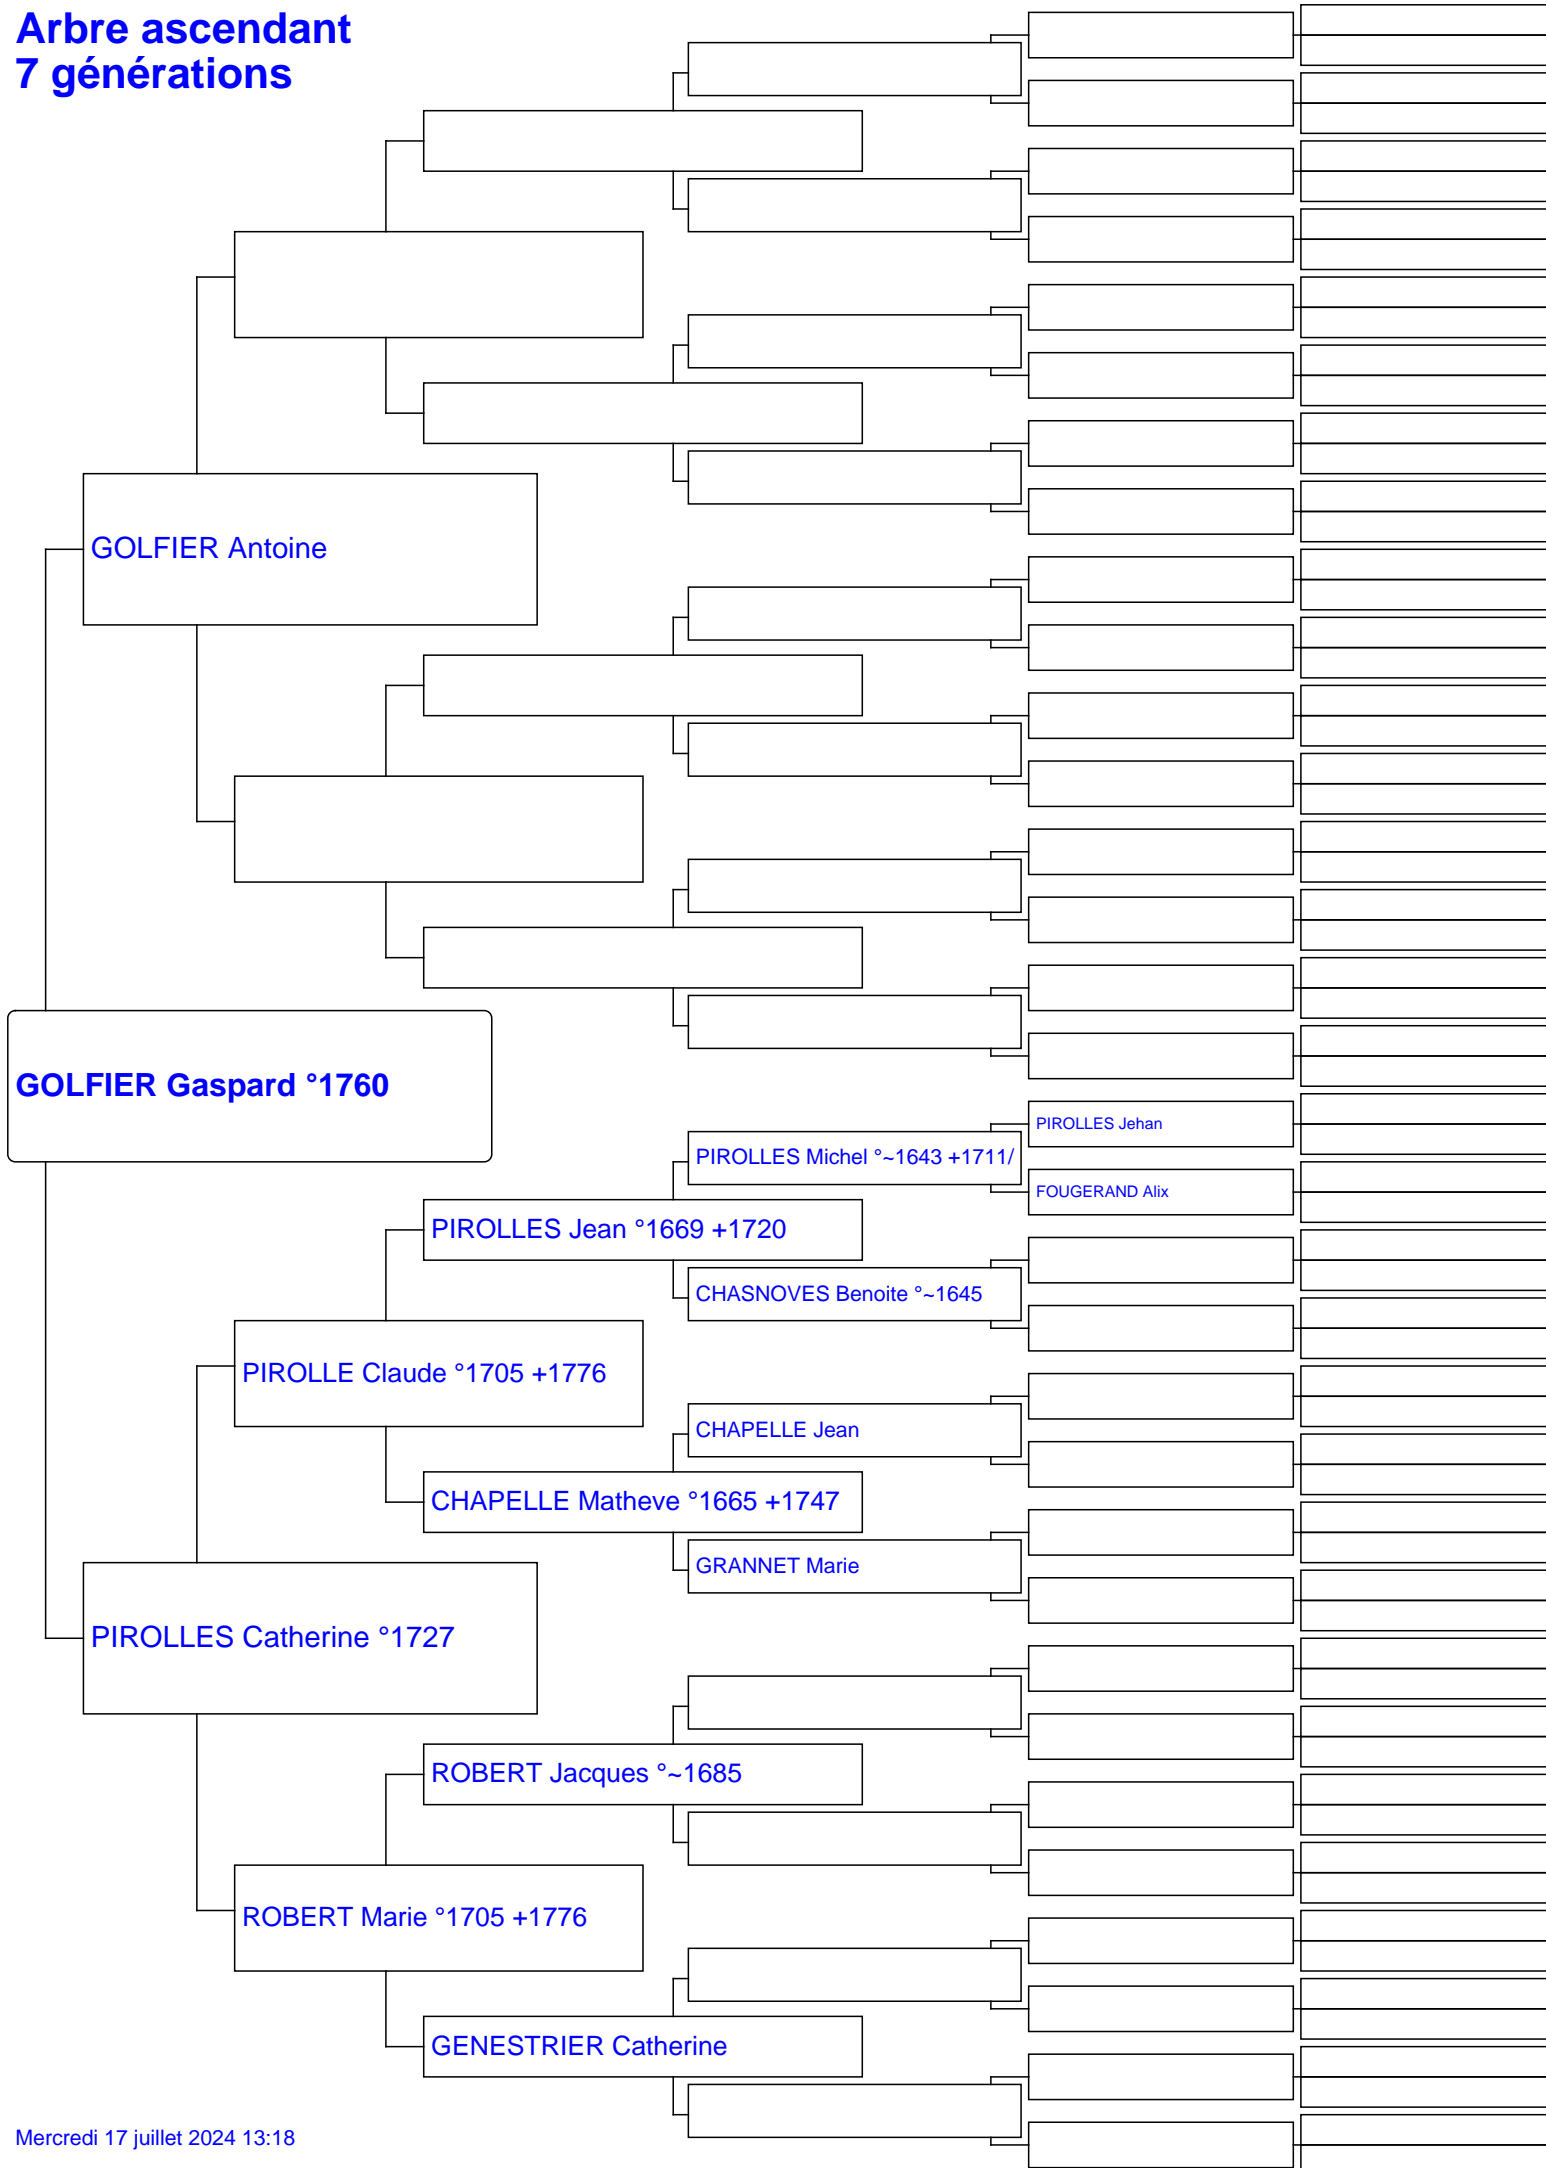 Arbre ascendant
7 générations
GOLFIER Antoine
GOLFIER Gaspard °1760
PIROLLES Jehan
PIROLLES Michel °~1643 +1711/
FOUGERAND Alix
PIROLLES Jean °1669 +1720
CHASNOVES Benoite °~1645
PIROLLE Claude °1705 +1776
CHAPELLE Jean
CHAPELLE Matheve °1665 +1747
GRANNET Marie
PIROLLES Catherine °1727
ROBERT Jacques °~1685
ROBERT Marie °1705 +1776
GENESTRIER Catherine
Mercredi 17 juillet 2024 13:18